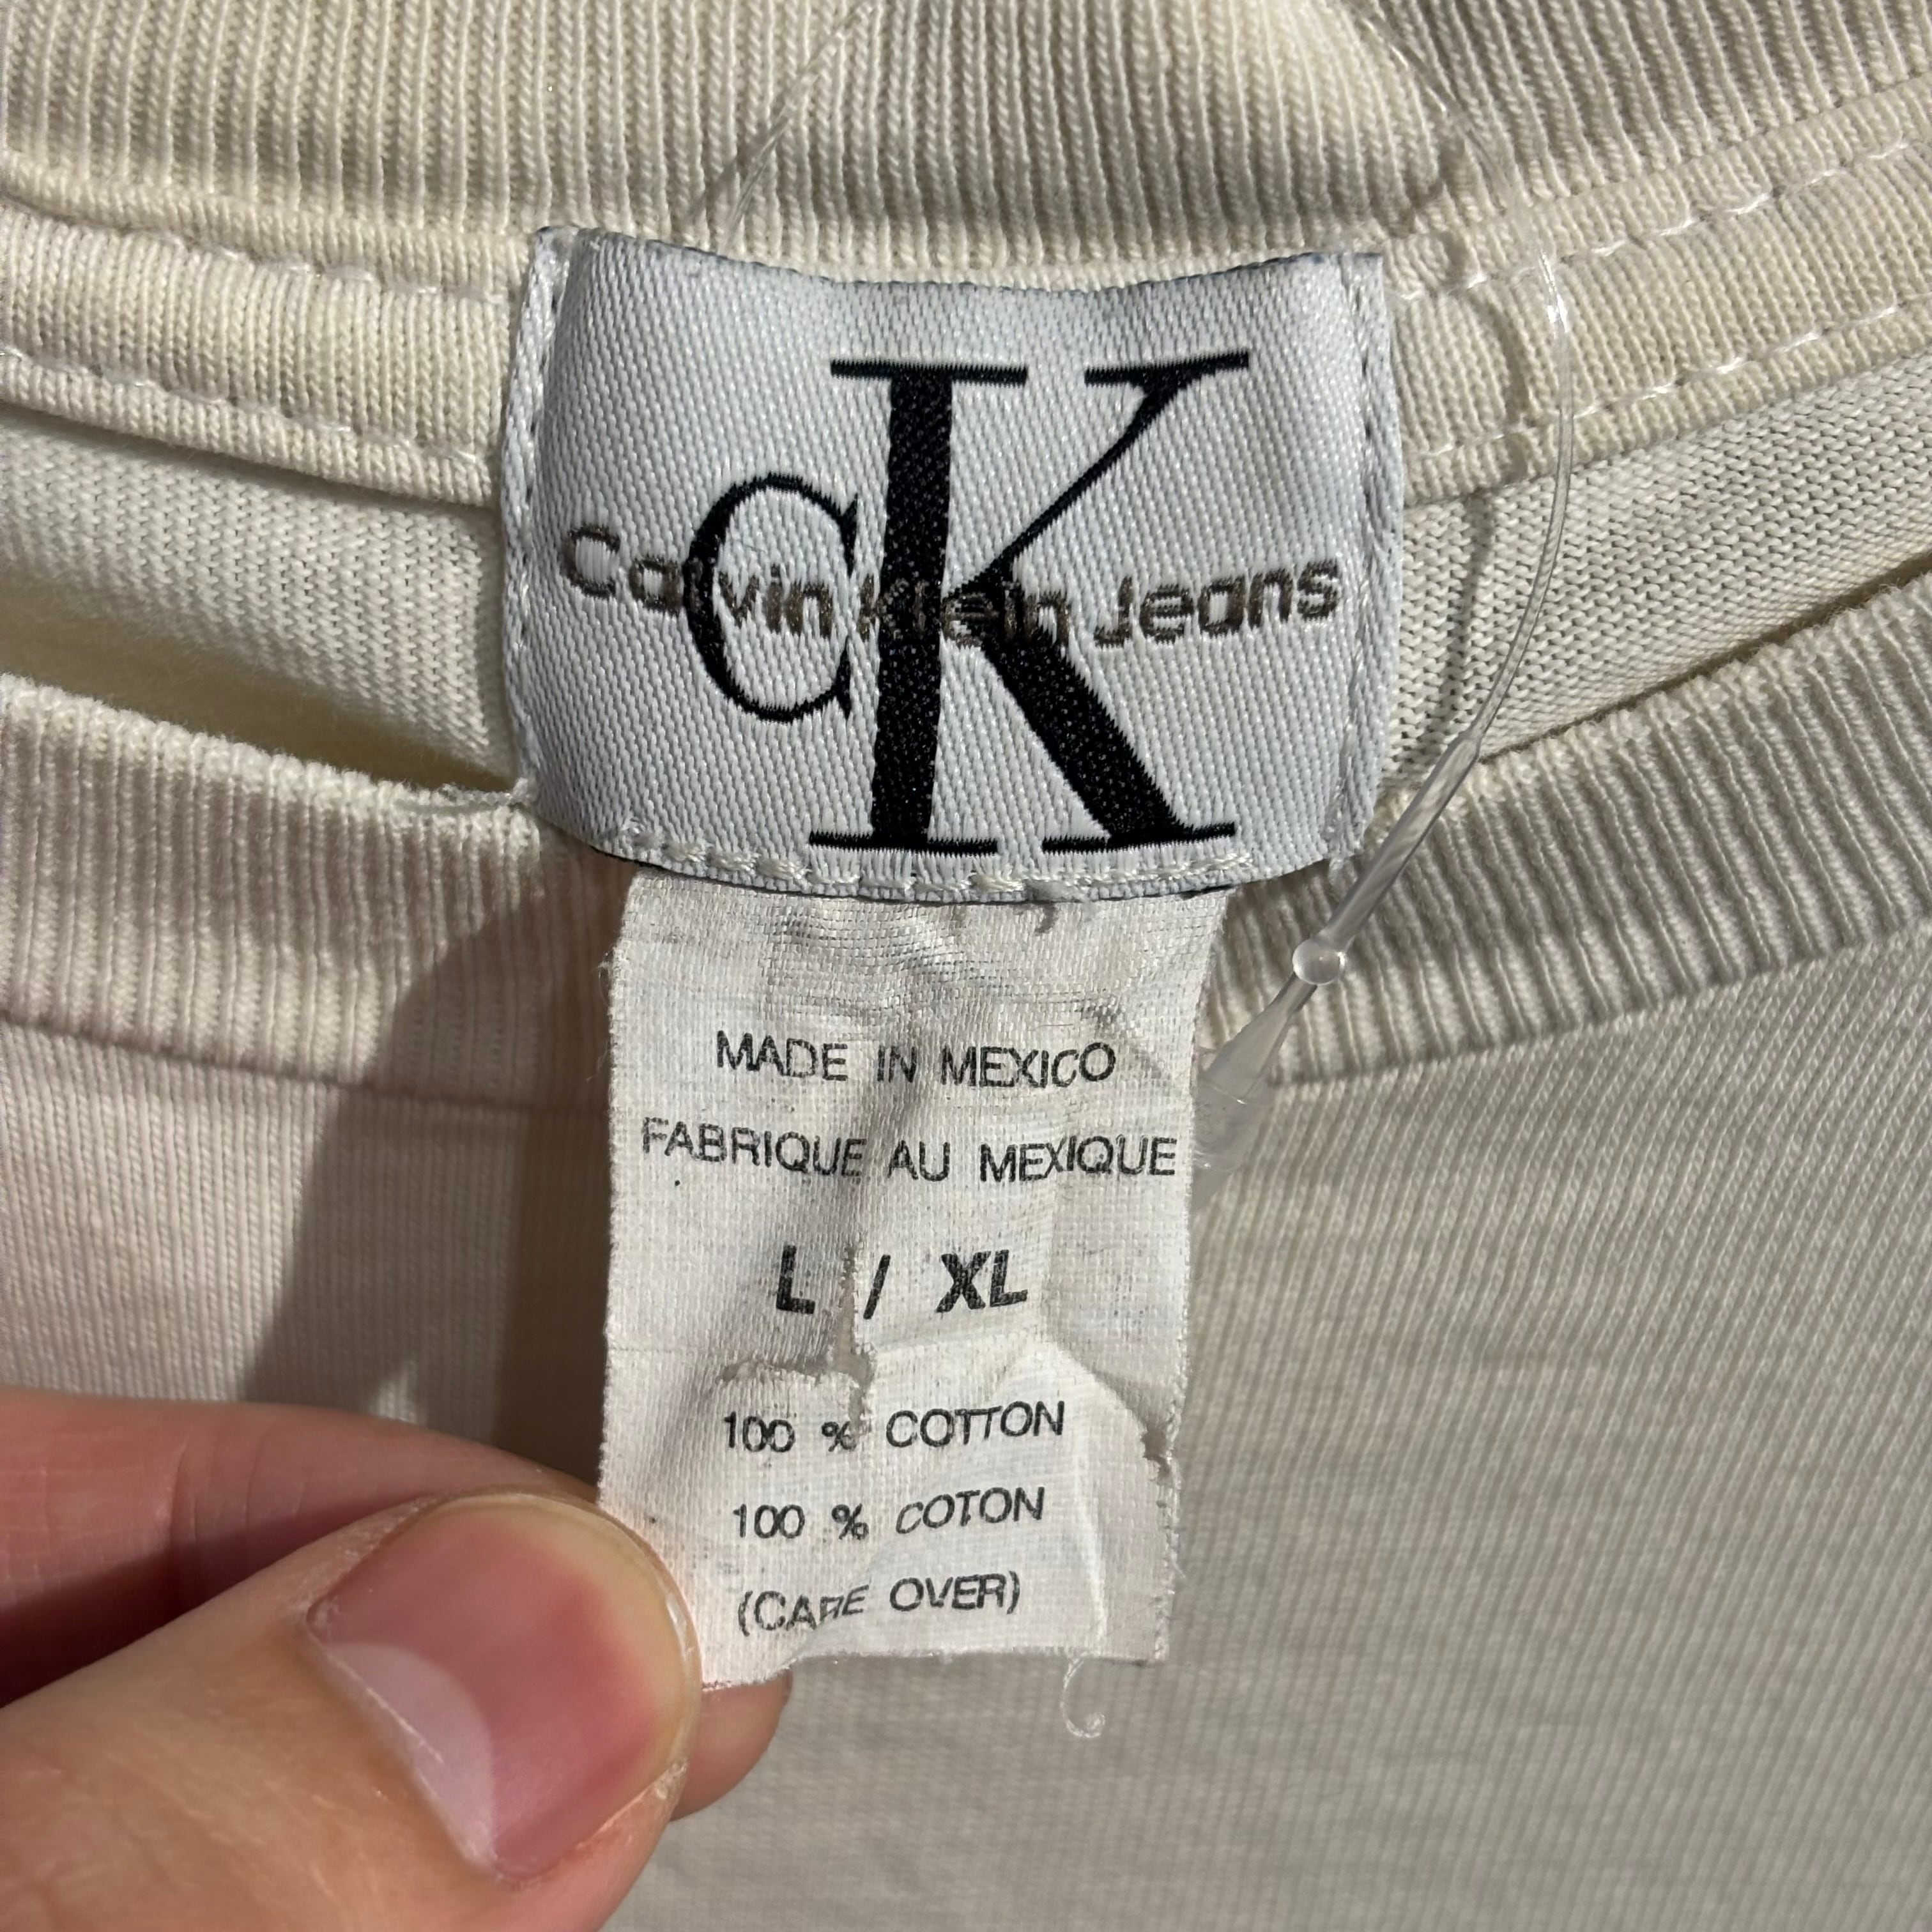 cK
Calvin Klein Jeans
MADE IN MEXICO
FABRIQUE AU MEXIQUE
L / XL
100 % COTTON
100 % COTON
(CARE OVER)